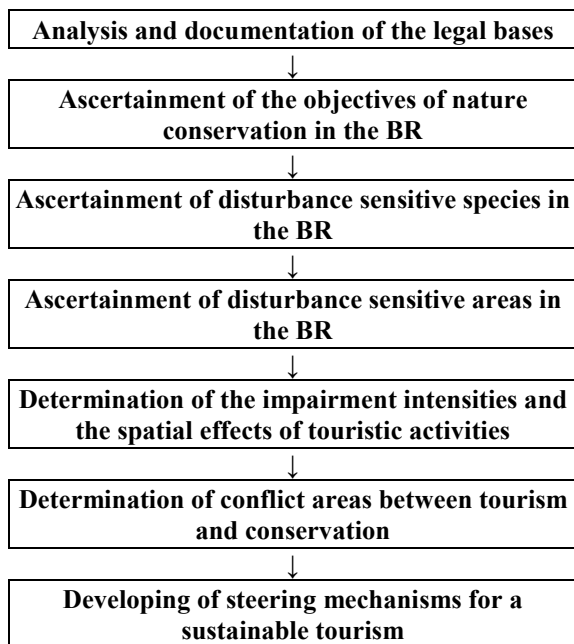 Analysis and documentation of the legal bases
↓
Ascertainment of the objectives of nature
conservation in the BR
↓
Ascertainment of disturbance sensitive species in
the BR
↓
Ascertainment of disturbance sensitive areas in
the BR
↓
Determination of the impairment intensities and
the spatial effects of touristic activities
↓
Determination of conflict areas between tourism
and conservation
↓
Developing of steering mechanisms for a
sustainable tourism